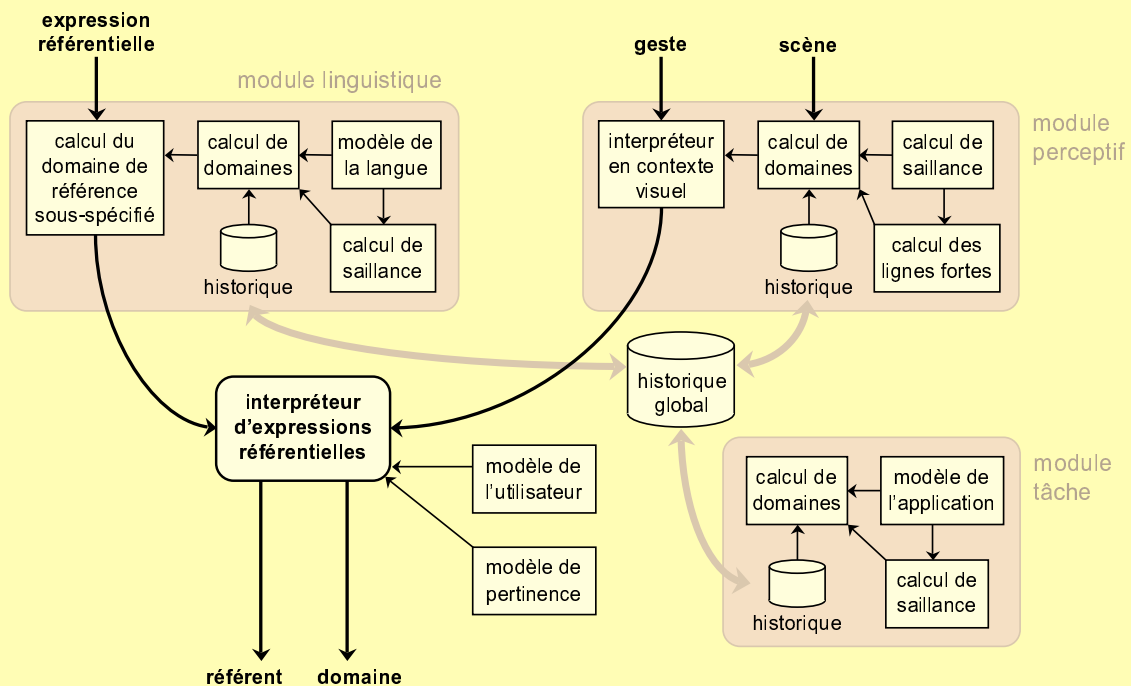 expression
référentielle
geste
scène
module linguistique
module
perceptif
calcul du
domaine de
référence
sous-spécifié
calcul de
domaines
modèle de
la langue
historique
calcul de
saillance
interpréteur
en contexte
visuel
calcul de
domaines
calcul de
saillance
historique
calcul des
lignes fortes
historique
global
interpréteur
d'expressions
référentielles
modèle de
l'utilisateur
modèle de
pertinence
module
tâche
calcul de
domaines
modèle de
l'application
historique
calcul de
saillance
référent
domaine